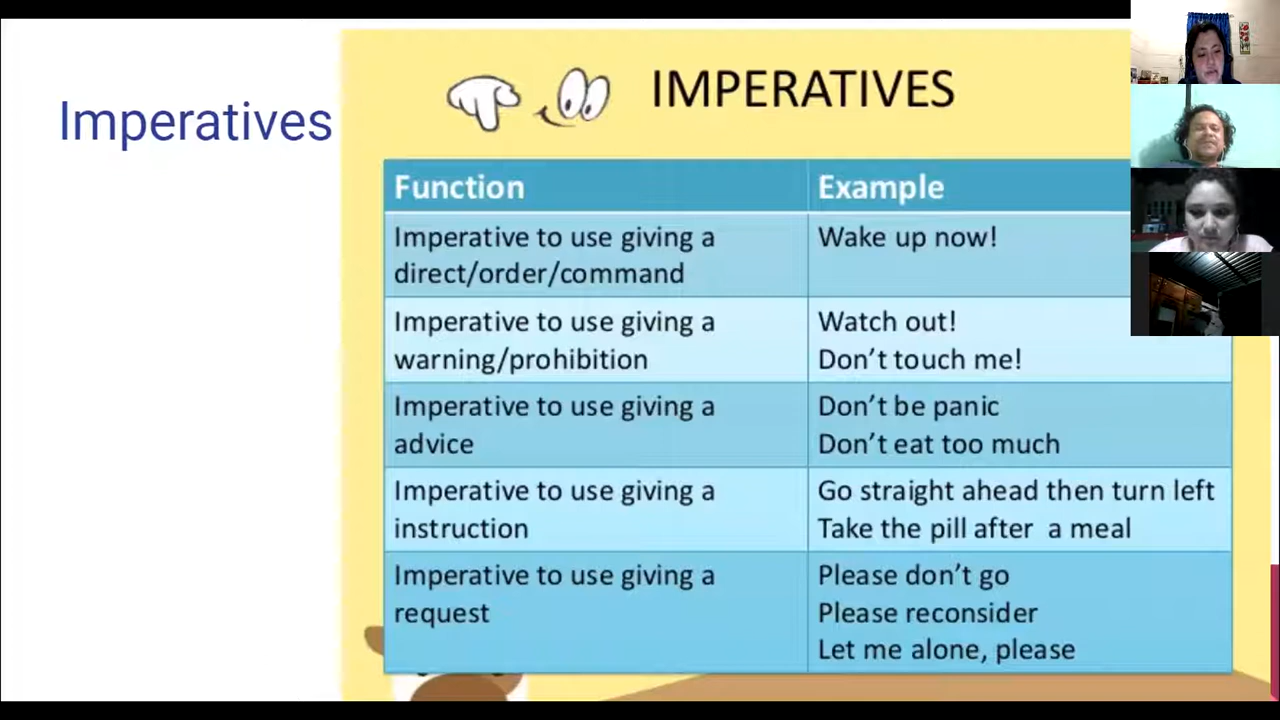 Imperatives
IMPERATIVES
Function
Example
Imperative to use giving a
direct/order/command
Wake up now!
Imperative to use giving a
warning/prohibition
Watch out!
Don't touch me!
Imperative to use giving a
advice
Don't be panic
Don't eat too much
Imperative to use giving a
instruction
Go straight ahead then turn left
Take the pill after a meal
Imperative to use giving a
request
Please don't go
Please reconsider
Let me alone, please